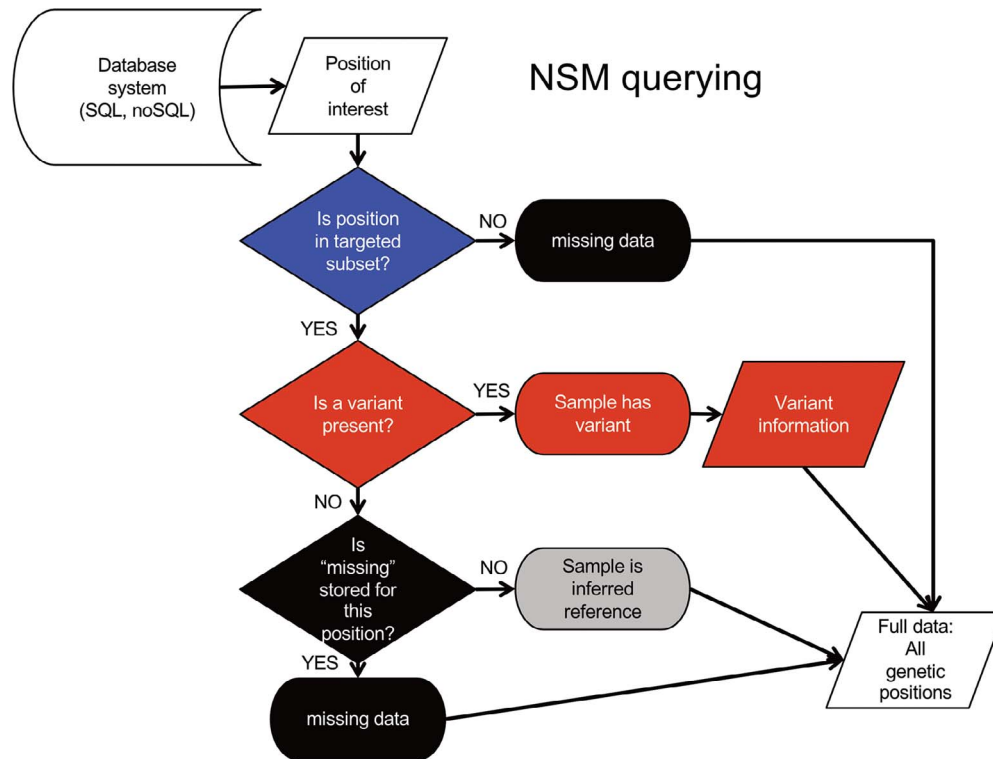 Database
system
(SQL, noSQL)
Position
of
interest
NSM querying
Is position
in targeted
subset?
NO
missing data
YES
Is a variant
present?
YES
Sample has
variant
Variant
information
NO
Is
“missing”
stored for
this
position?
NO
Sample is
inferred
reference
Full data:
All
genetic
positions
YES
missing data